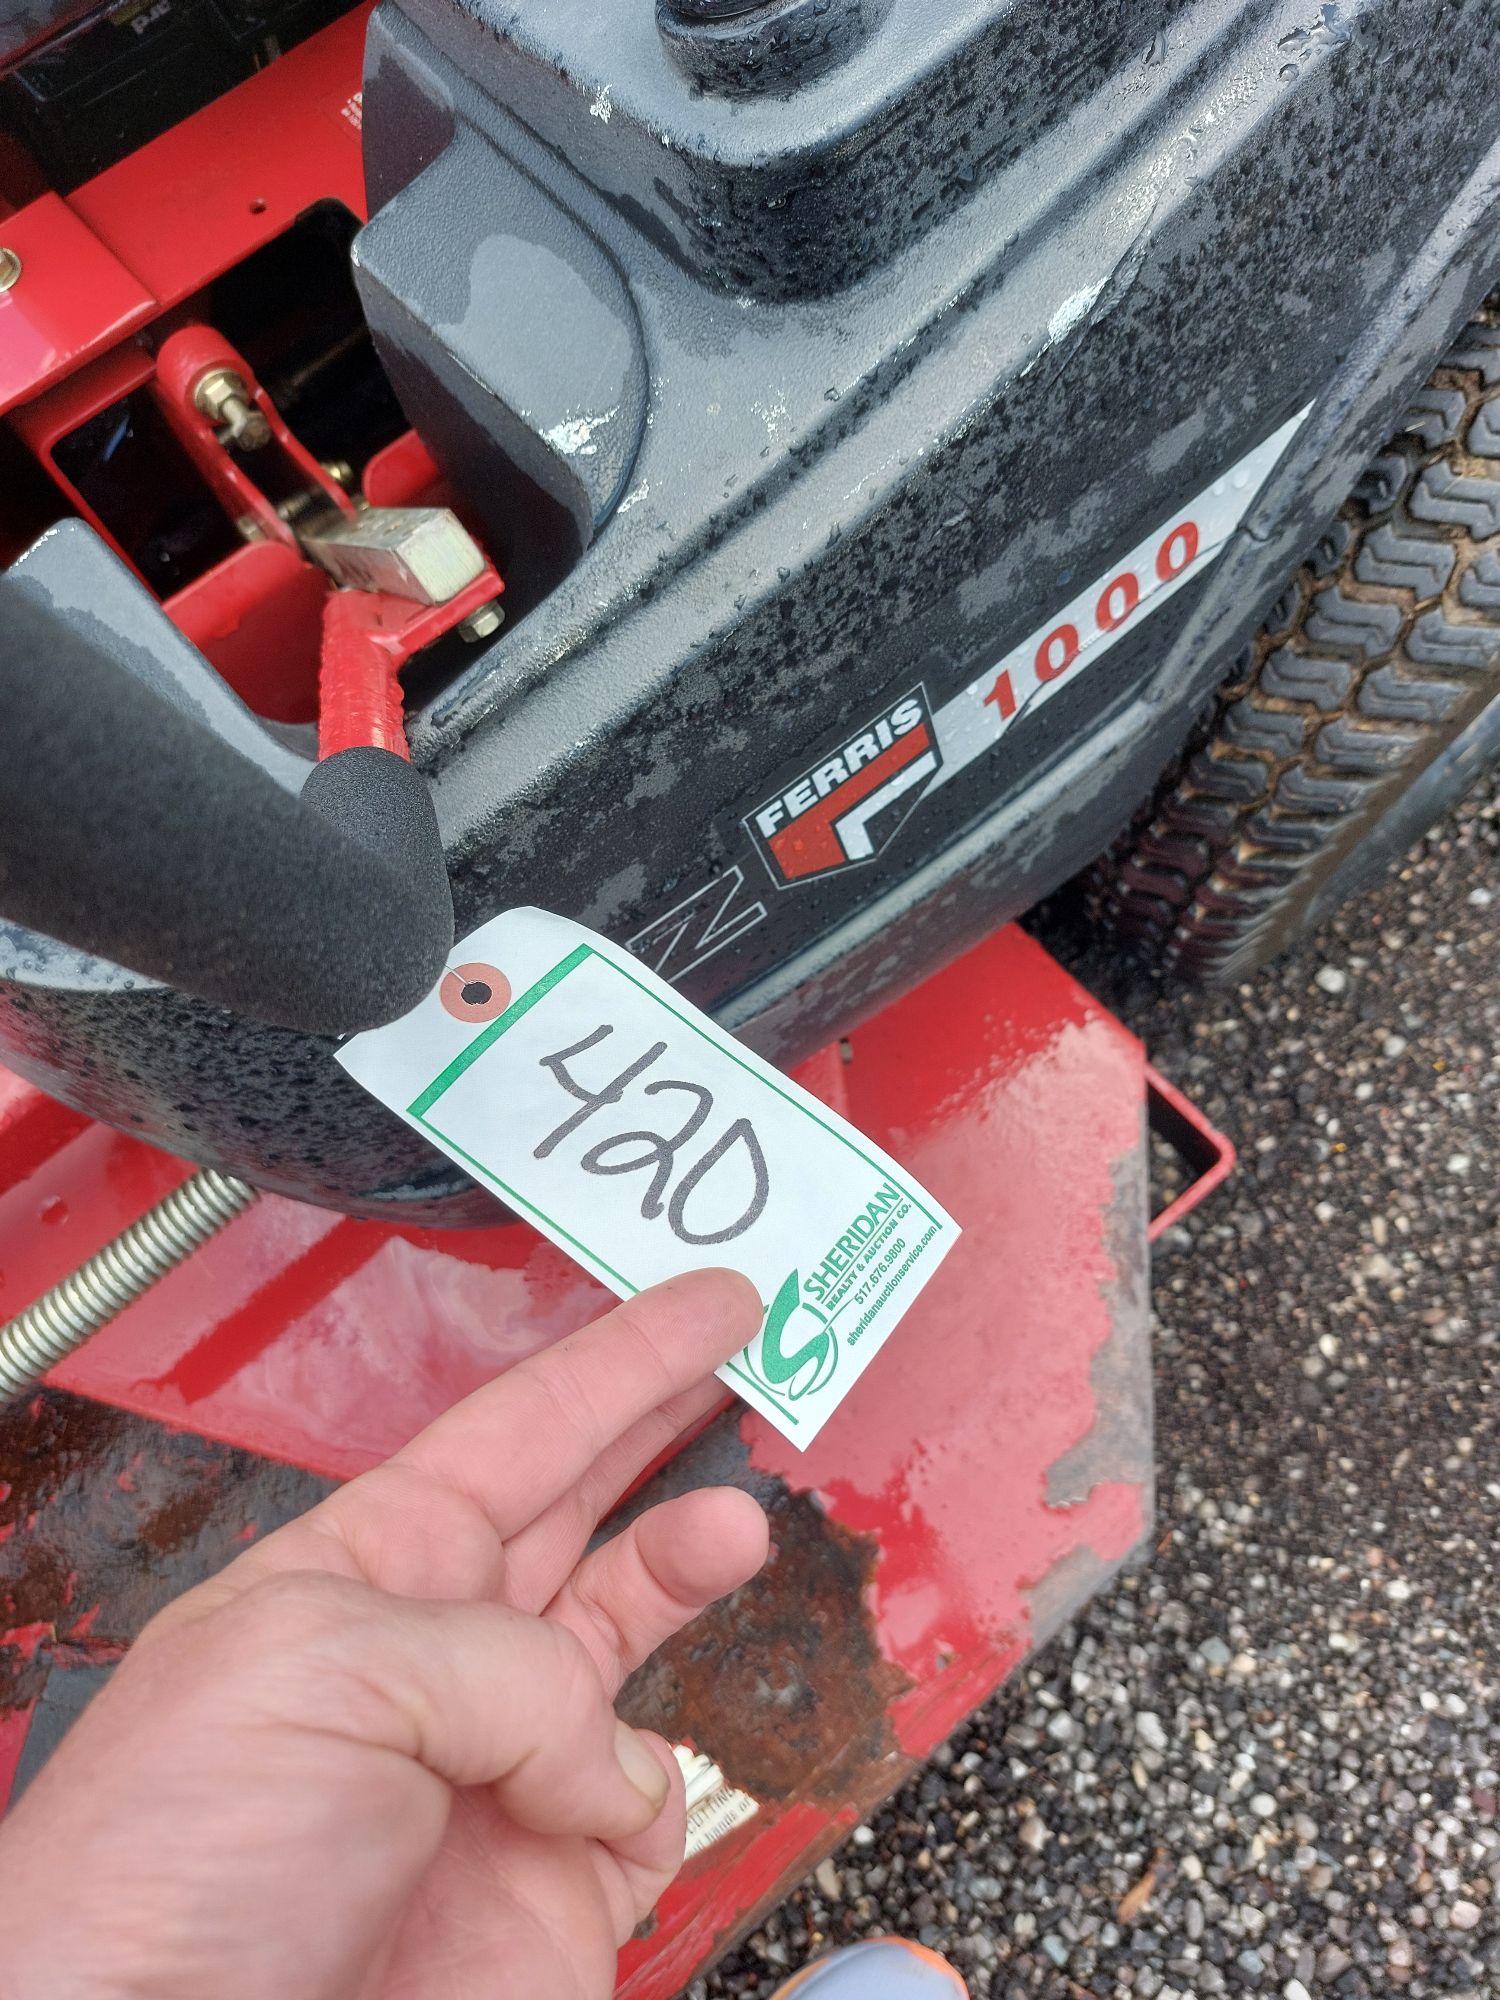 1000
FERRIS
Z
420
SHERIDAN
REALTY & AUCTION CO.
517.676.9800
sheridanauctionservice.com